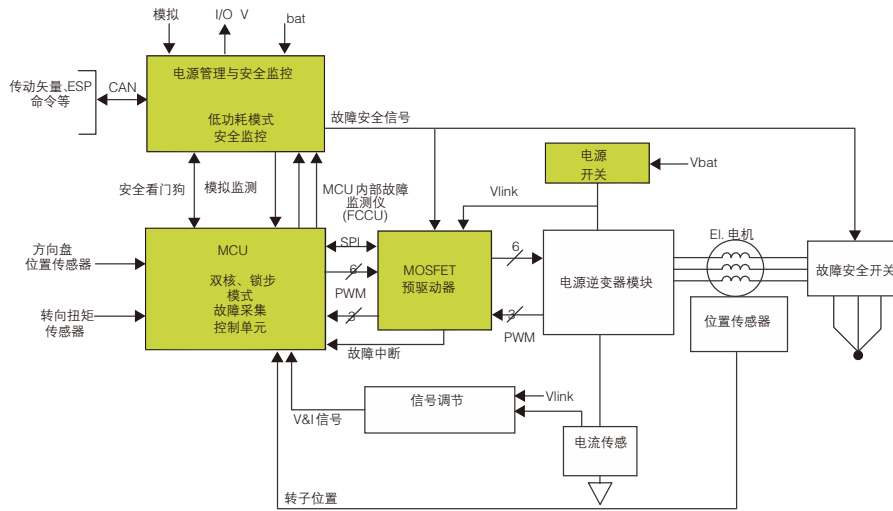 模拟
I/O V
bat
电源管理与安全监控
传动矢量、ESP
命令等
CAN
低功耗模式
安全监控
故障安全信号
电源
开关
Vbat
安全看门狗
模拟监测
MCU 内部故障
监测仪
(FCCU)
Vlink
方向盘
位置传感器
MCU
双核、锁步
模式
故障采集
控制单元
SPI
6
PWM
3
故障中断
MOSFET
预驱动器
6
3
PWM
电源逆变器模块
El. 电机
故障安全开关
位置传感器
转向扭矩
传感器
V&I 信号
信号调节
Vlink
电流传感
转子位置